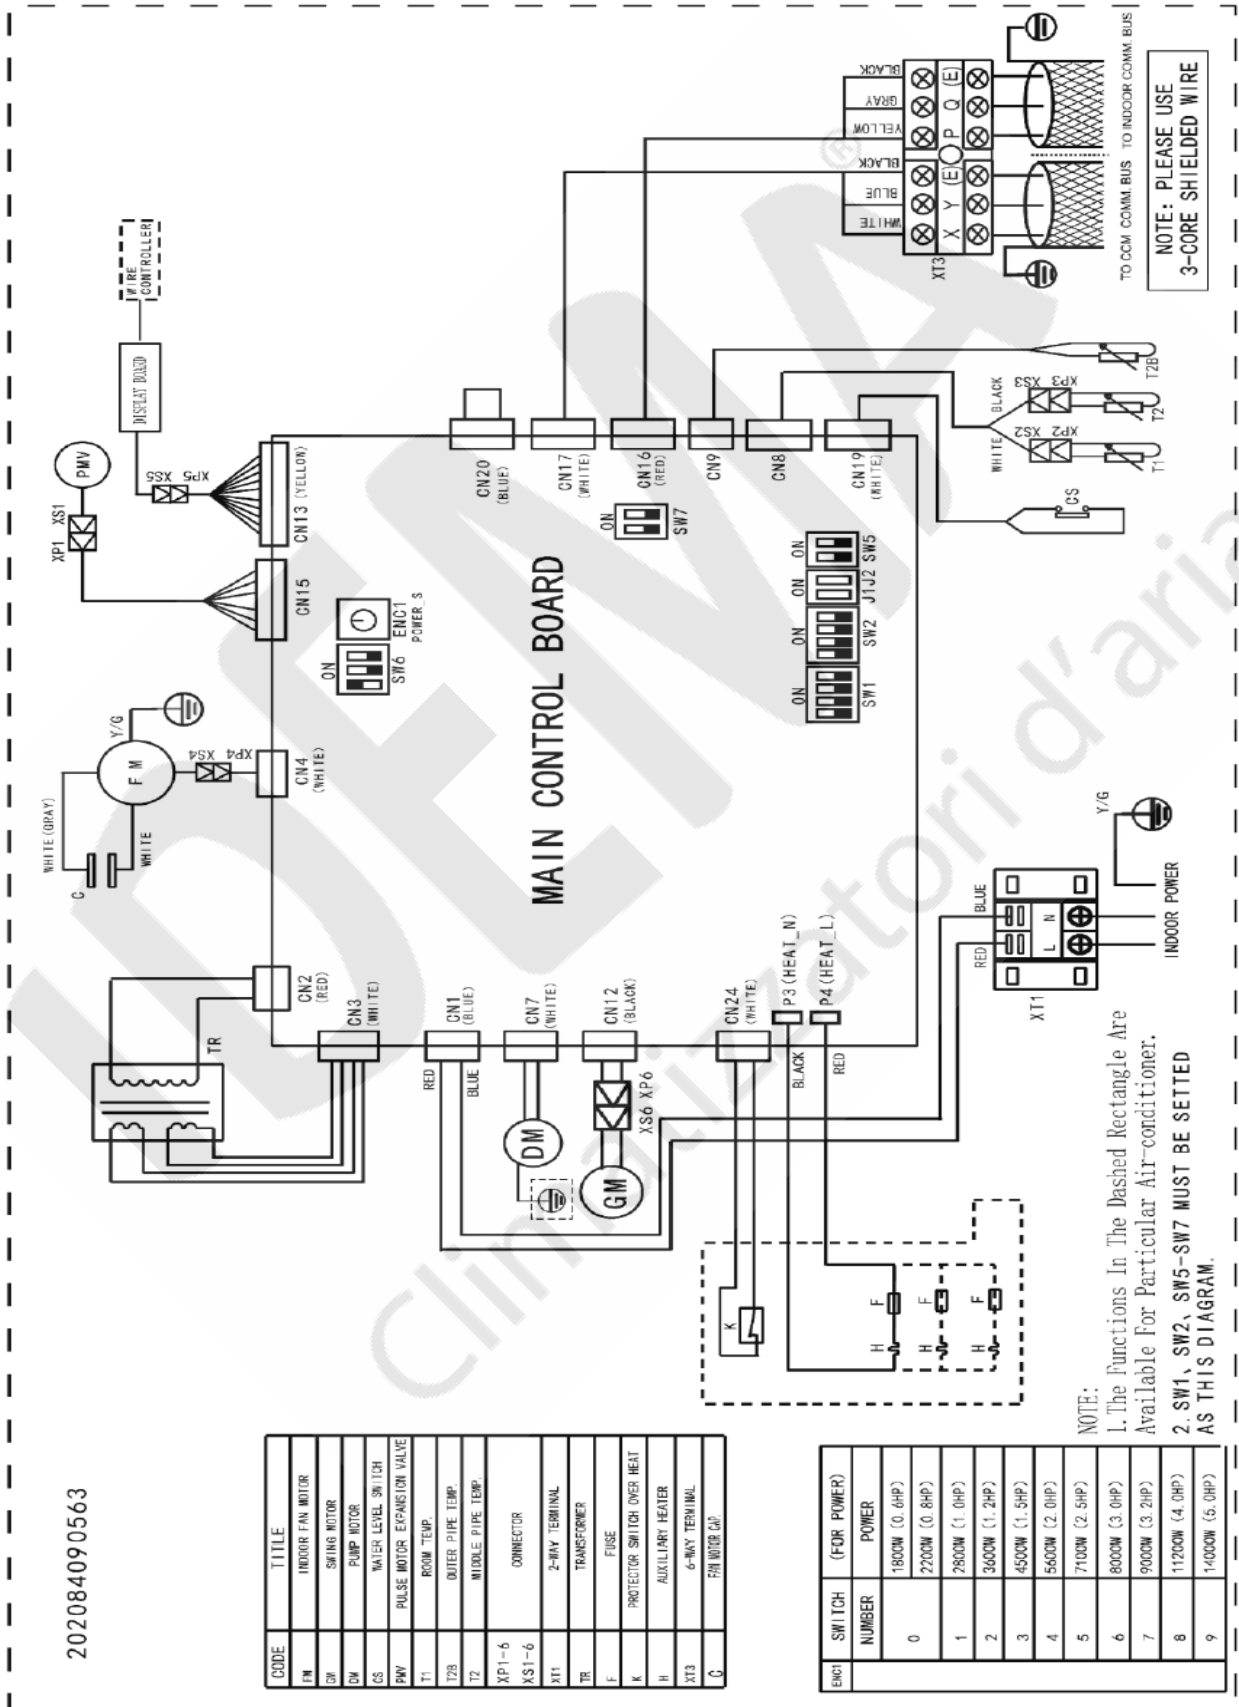 202084090563
CODE TITLE
FM INDOOR FAN MOTOR
GM SWING MOTOR
DM PUMP MOTOR
CS WATER LEVEL SWITCH
PMV PULSE MOTOR EXPANSION VALVE
T1 ROOM TEMP.
T2B OUTER PIPE TEMP.
T2 MIDDLE PIPE TEMP.
XP1-6
XS1-6
CONNECTOR
XT1 2-WAY TERMINAL
TR TRANSFORMER
F FUSE
K PROTECTOR SWITCH OVER HEAT
H AUXILIARY HEATER
XT3 6-WAY TERMINAL
C FAN MOTOR CAP.
ENC1 SWITCH (FOR POWER)
NUMBER POWER
0 1800W (0.6HP)
2200W (0.8HP)
1 2800W (1.0HP)
2 3600W (1.2HP)
3 4500W (1.5HP)
4 5600W (2.0HP)
5 7100W (2.5HP)
6 8000W (3.0HP)
7 9000W (3.2HP)
8 11200W (4.0HP)
9 14000W (5.0HP)
NOTE:
1. The Functions In The Dashed Rectangle Are
Available For Particular Air-conditioner.
2. SW1、SW2、SW5-SW7 MUST BE SETTED
AS THIS DIAGRAM.
TR
CN2
(RED)
CN3
(WHITE)
RED
CN1
(BLUE)
BLUE
DM
CN7
(WHITE)
GM
XS6 XP6
CN12
(BLACK)
CN24
(WHITE)
K
BLACK
P3(HEAT_N)
RED
P4(HEAT_L)
H F
H F
H F
XT1
RED
BLUE
L N
INDOOR POWER
Y/G
WHITE(GRAY)
C
WHITE
F M
Y/G
XS4 XP4
CN4
(WHITE)
MAIN CONTROL BOARD
ON
SW6
ENC1
POWER_S
ON
SW1
ON
SW2
ON
J1J2
ON
SW5
ON
SW7
PMV
XP1 XS1
CN15
WIRE
CONTROLLER
DISPLAY BOARD
XS5 XP5
CN13 (YELLOW)
CN20
(BLUE)
CN17
(WHITE)
CN16
(RED)
CN9
CN8
CN19
(WHITE)
CS
WHITE
BLACK
XS2 XP2
XS3 XP3
T1
T2
T2B
WHITE
BLUE
BLACK
YELLOW
GRAY
BLACK
XT3
X Y (E) P Q (E)
TO CCM COMM. BUS
TO INDOOR COMM. BUS
NOTE: PLEASE USE
3-CORE SHIELDED WIRE
IDEMA
®
Climatizzatori d'aria